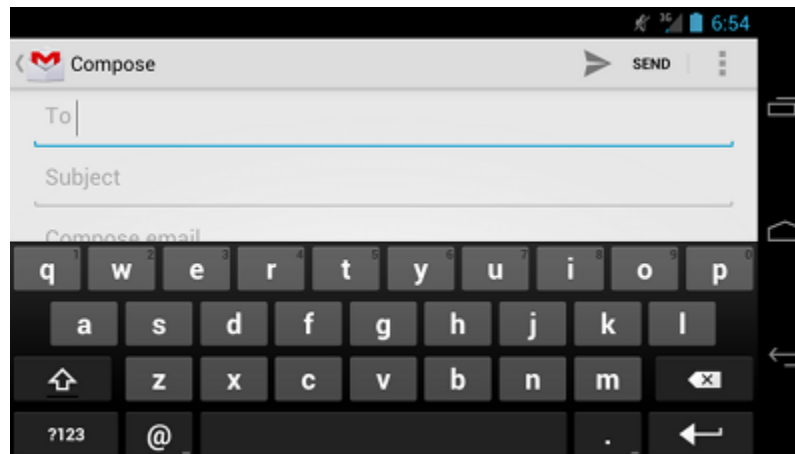 3G 6:54
Compose SEND
To
Subject
Compose email
1 2 3 4 5 6 7 8 9 0
q w e r t y u i o p
a s d f g h j k l
z x c v b n m
?123 @ .